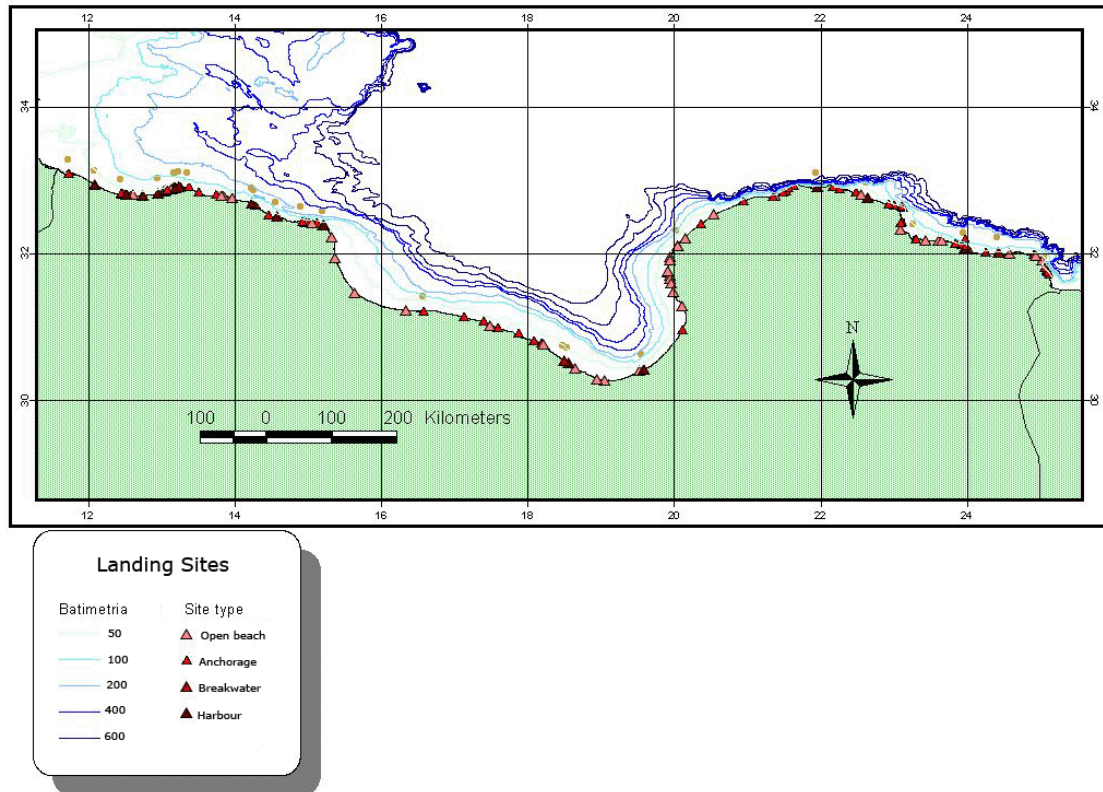 12 14 16 18 20 22 24
34 34
32 32
N
30 30
100 0 100 200 Kilometers
12 14 16 18 20 22 24
Landing Sites
Batimetria Site type
50 Open beach
100 Anchorage
200 Breakwater
400 Harbour
600